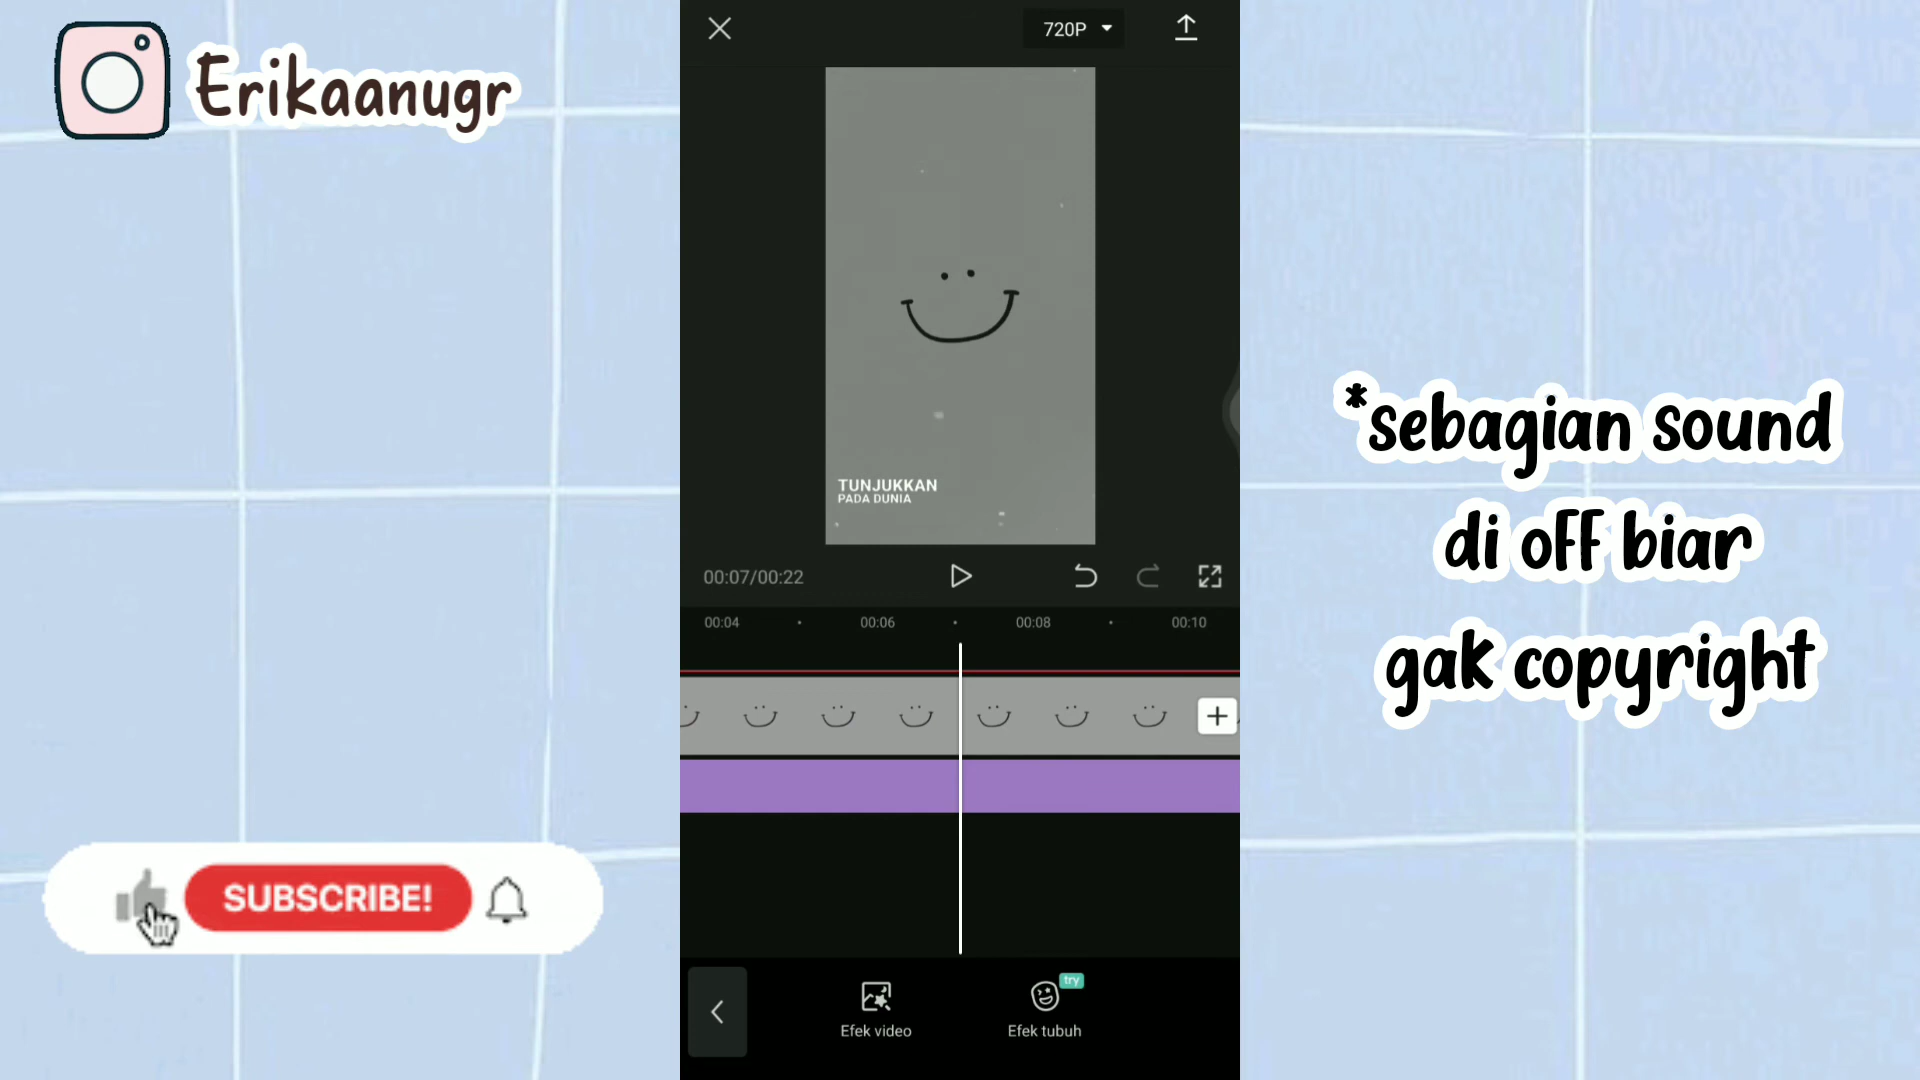 Erikaanugr
720P
TUNJUKKAN
PADA DUNIA
00:07/00:22
00:04
00:06
00:08
00:10
*sebagian sound
di off biar
gak copyright
SUBSCRIBE!
try
Efek video
Efek tubuh